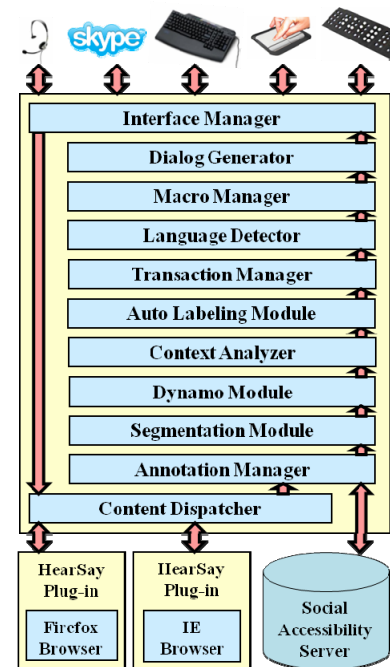 skype
Interface Manager
Dialog Generator
Macro Manager
Language Detector
Transaction Manager
Auto Labeling Module
Context Analyzer
Dynamo Module
Segmentation Module
Annotation Manager
Content Dispatcher
HearSay
Plug-in
Firefox
Browser
HearSay
Plug-in
IE
Browser
Social
Accessibility
Server